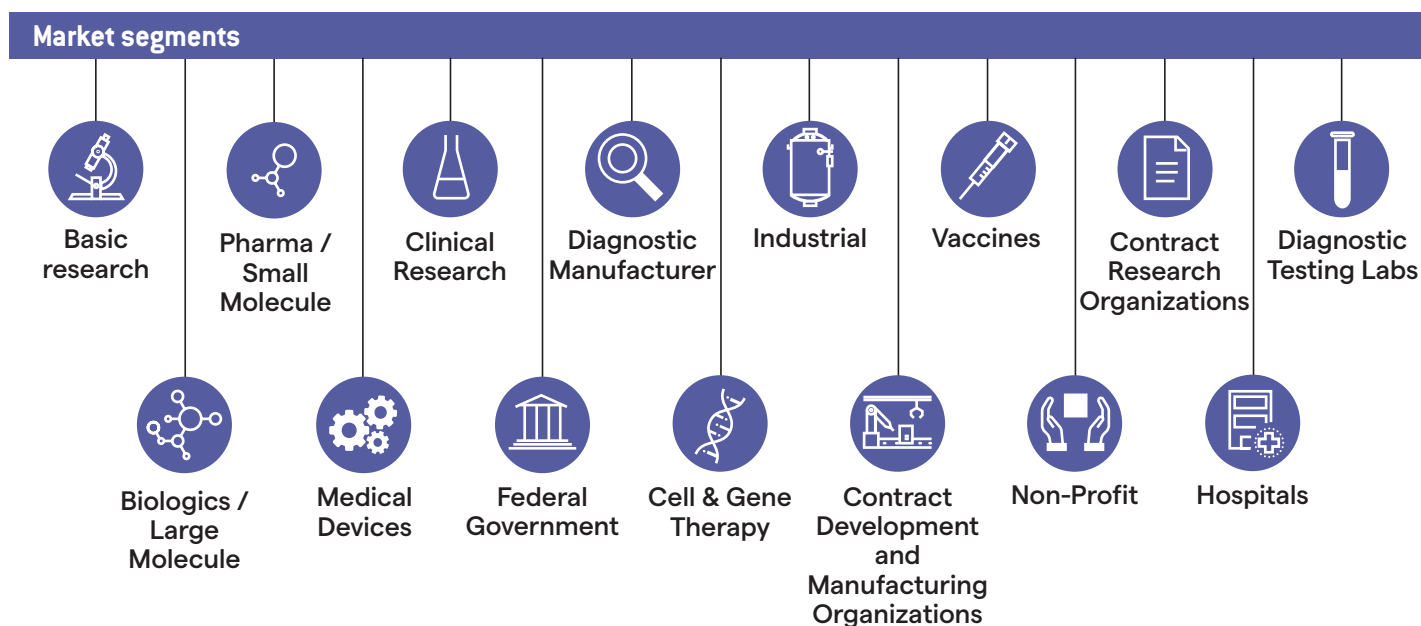 Market segments
Basic
research
Pharma /
Small
Molecule
Clinical
Research
Diagnostic
Manufacturer
Industrial
Vaccines
Contract
Research
Organizations
Diagnostic
Testing Labs
Biologics /
Large
Molecule
Medical
Devices
Federal
Government
Cell & Gene
Therapy
Contract
Development
and
Manufacturing
Organizations
Non-Profit
Hospitals